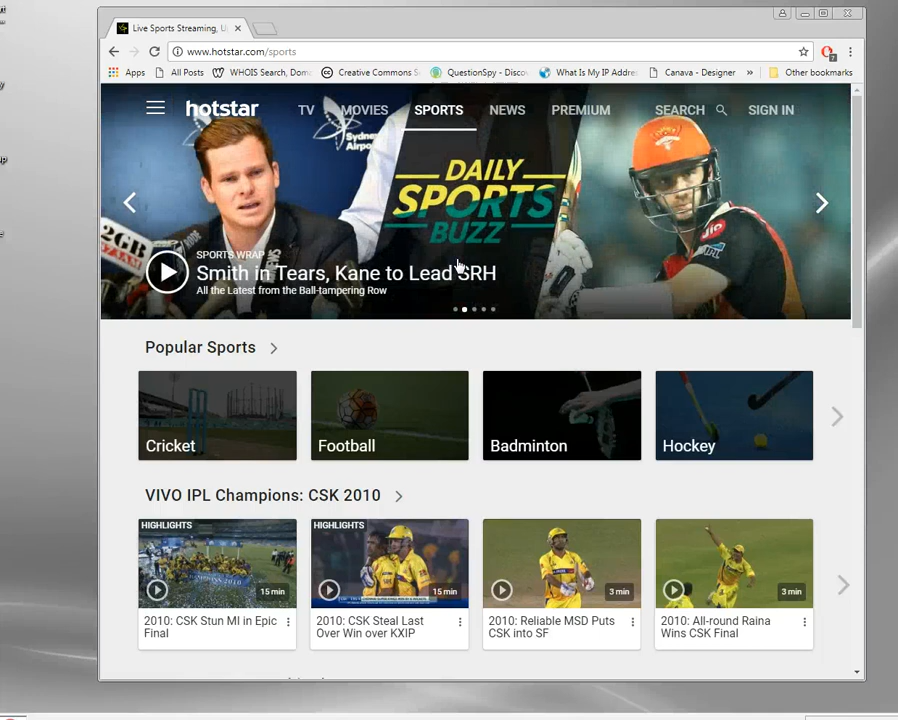 Live Sports Streaming, U
www.hotstar.com/sports
Apps All Posts WHOIS Search, Dom Creative Commons S QuestionSpy - Disco What Is My IP Addre Canava - Designer » Other bookmarks
hotstar TV MOVIES SPORTS NEWS PREMIUM SEARCH SIGN IN
Sydney
Airpo
DAILY
SPORTS
BUZZ
2GB
SPORTS WRAP
Smith in Tears, Kane to Lead SRH
All the Latest from the Ball-tampering Row
Popular Sports
Cricket Football Badminton Hockey
VIVO IPL Champions: CSK 2010
HIGHLIGHTS HIGHLIGHTS
15 min 15 min 3 min 3 min
2010: CSK Stun MI in Epic Final
2010: CSK Steal Last Over Win over KXIP
2010: Reliable MSD Puts CSK into SF
2010: All-round Raina Wins CSK Final